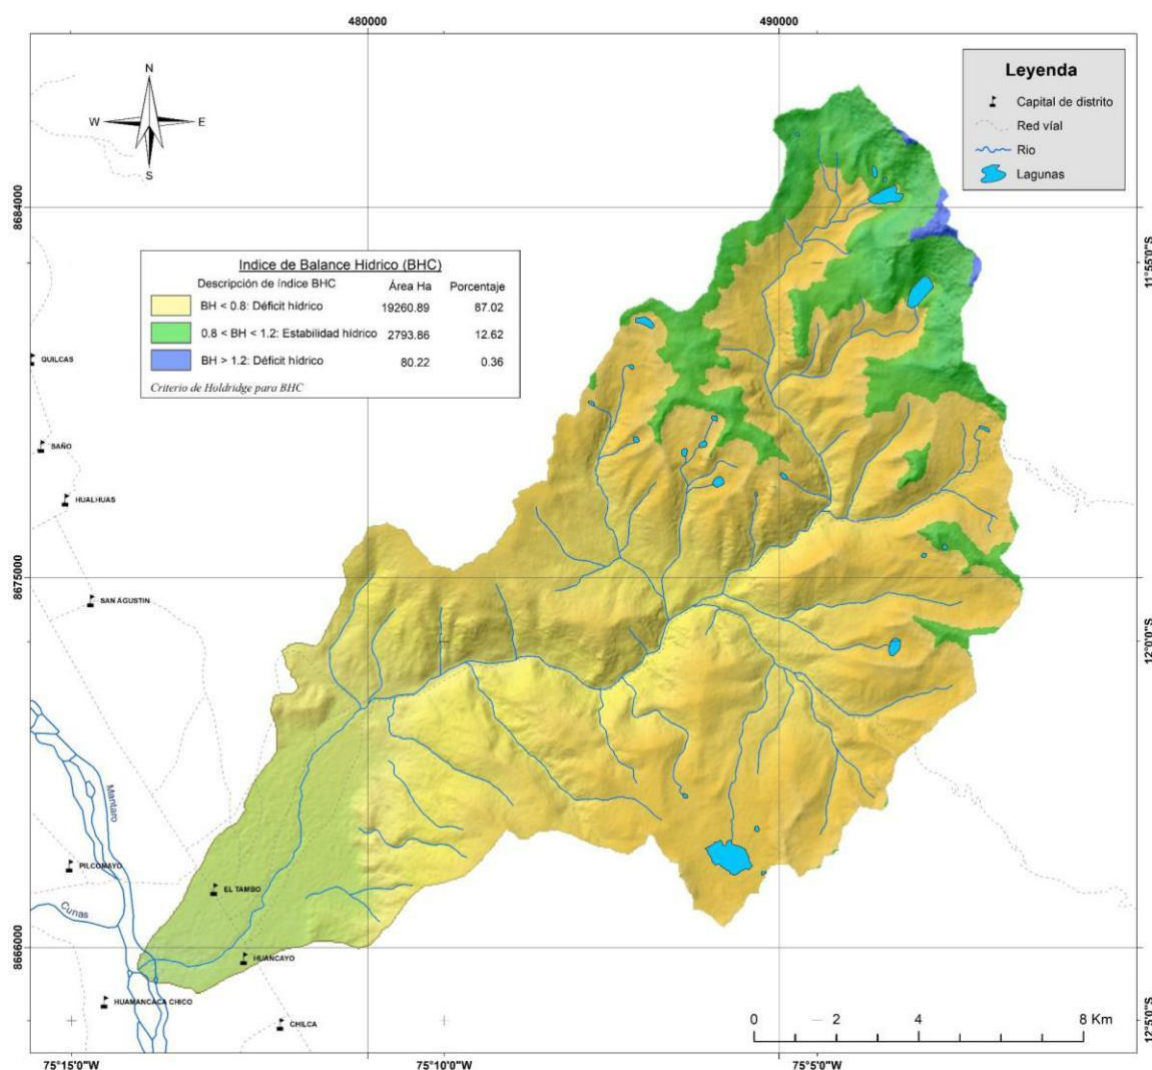 480000 490000
N
W E
S
Leyenda
Capital de distrito
Red víal
Rio
Lagunas
8684000
11°55'0"S
Indice de Balance Hídrico (BHC)
Descripción de índice BHC Área Ha Porcentaje
BH < 0.8: Déficit hídrico 19260.89 87.02
0.8 < BH < 1.2: Estabilidad hídrico 2793.86 12.62
BH > 1.2: Déficit hídrico 80.22 0.36
Criterio de Holdridge para BHC
QUILCAS
SAÑO
HUALHUAS
8675000
SAN AGUSTIN
12°0'0"S
Mantaro
PILCOMAYO
EL TAMBO
Cunas
8666000
HUANCAYO
HUAMANCACA CHICO
CHILCA
0 2 4 8 Km
12°5'0"S
75°15'0"W 75°10'0"W 75°5'0"W